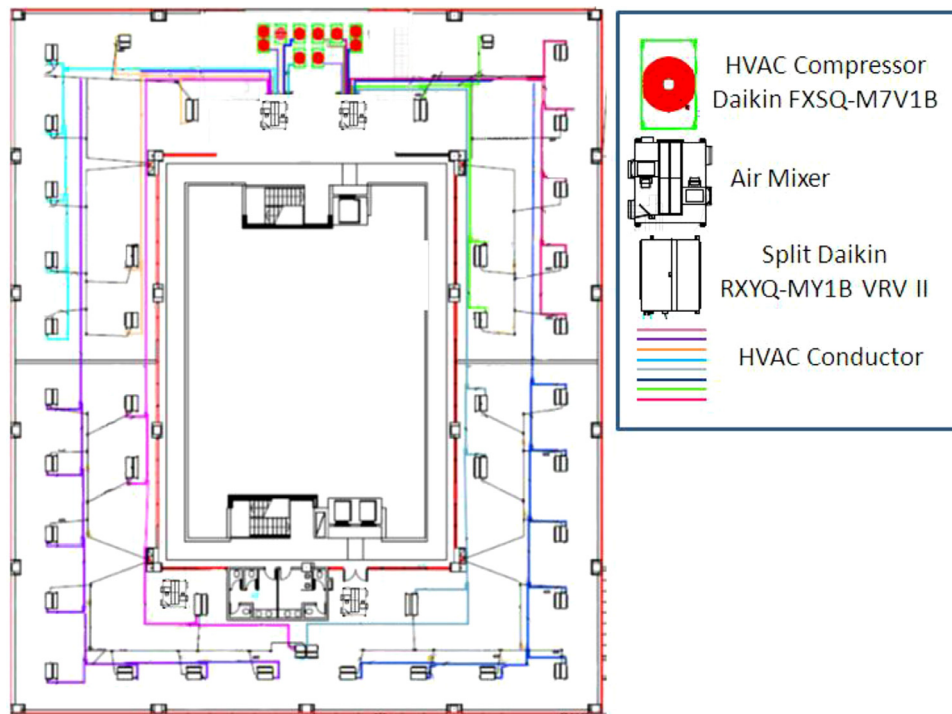 HVAC Compressor
Daikin FXSQ-M7V1B
Air Mixer
Split Daikin
RXYQ-MY1B VRV II
HVAC Conductor